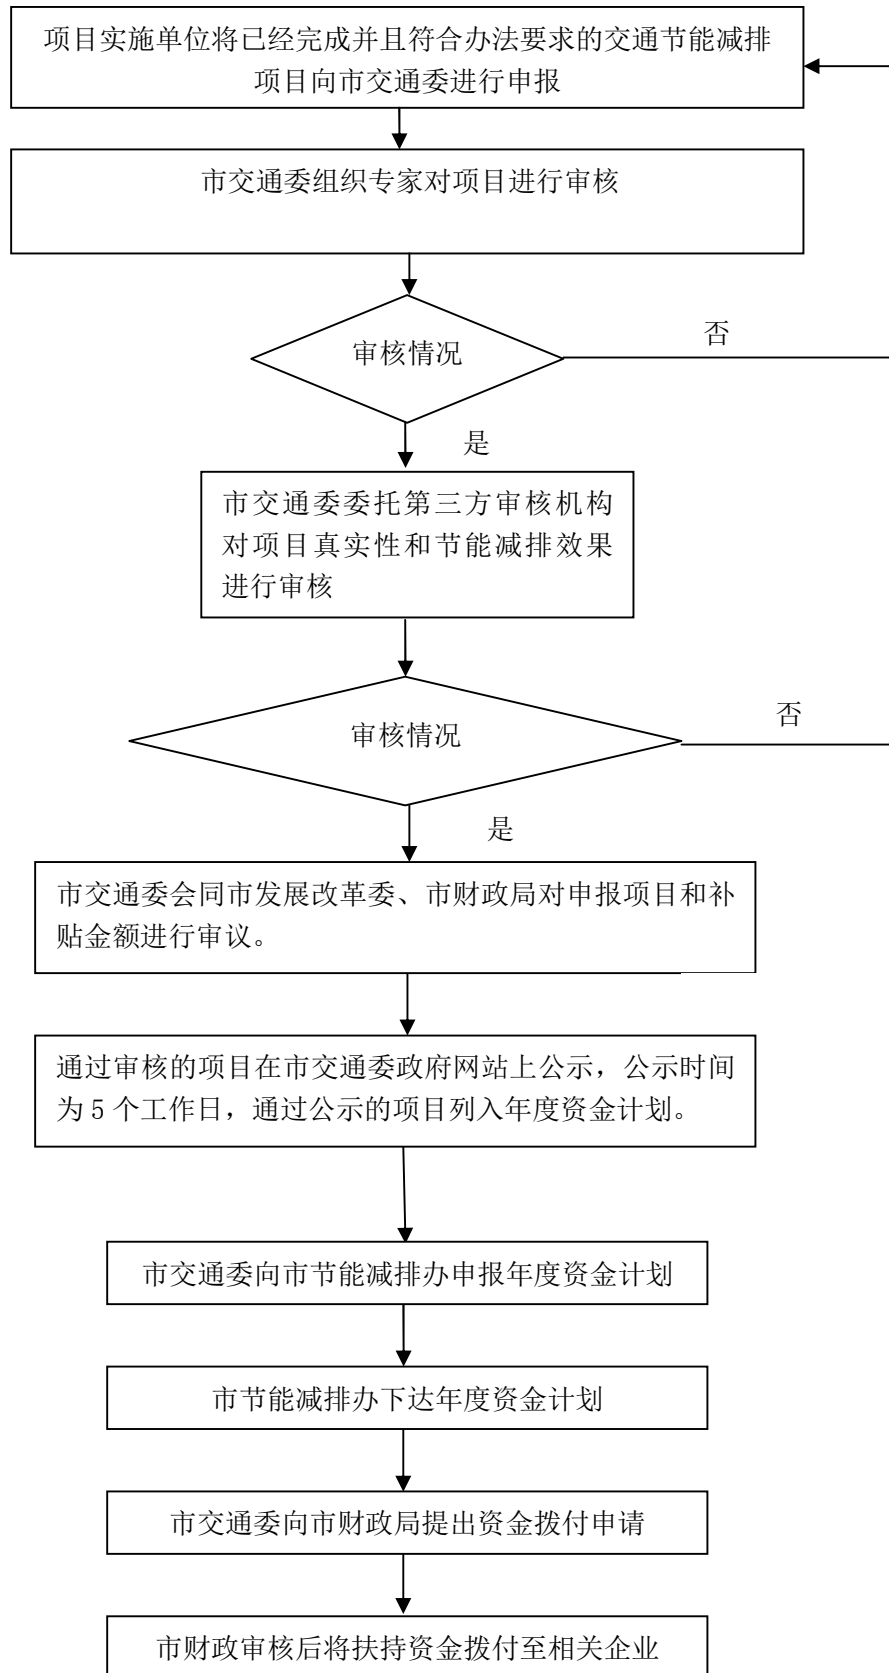 项目实施单位将已经完成并且符合办法要求的交通节能减排
项目向市交通委进行申报
市交通委组织专家对项目进行审核
审核情况
否
是
市交通委委托第三方审核机构
对项目真实性和节能减排效果
进行审核
审核情况
否
是
市交通委会同市发展改革委、市财政局对申报项目和补
贴金额进行审议。
通过审核的项目在市交通委政府网站上公示，公示时间
为 5 个工作日，通过公示的项目列入年度资金计划。
市交通委向市节能减排办申报年度资金计划
市节能减排办下达年度资金计划
市交通委向市财政局提出资金拨付申请
市财政审核后将扶持资金拨付至相关企业